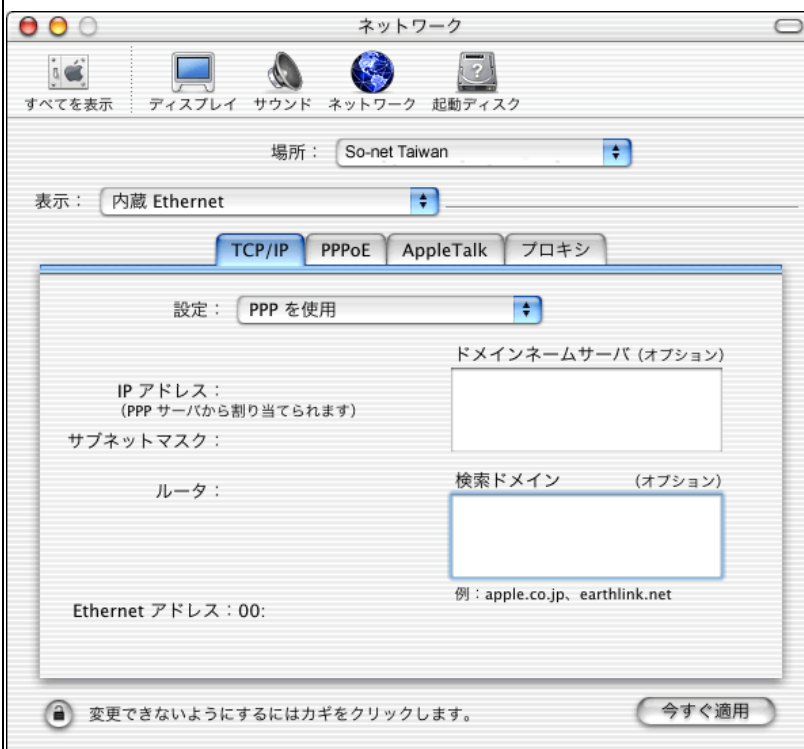 ネットワーク
すべてを表示 ディスプレイ サウンド ネットワーク 起動ディスク
場所： So-net Taiwan
表示： 内蔵 Ethernet
TCP/IP PPPoE AppleTalk プロキシ
設定： PPP を使用
ドメインネームサーバ (オプション)
IP アドレス：
（PPP サーバから割り当てられます）
サブネットマスク：
検索ドメイン (オプション)
ルータ：
例：apple.co.jp、earthlink.net
Ethernet アドレス：00:
変更できないようにするにはカギをクリックします。 今すぐ適用